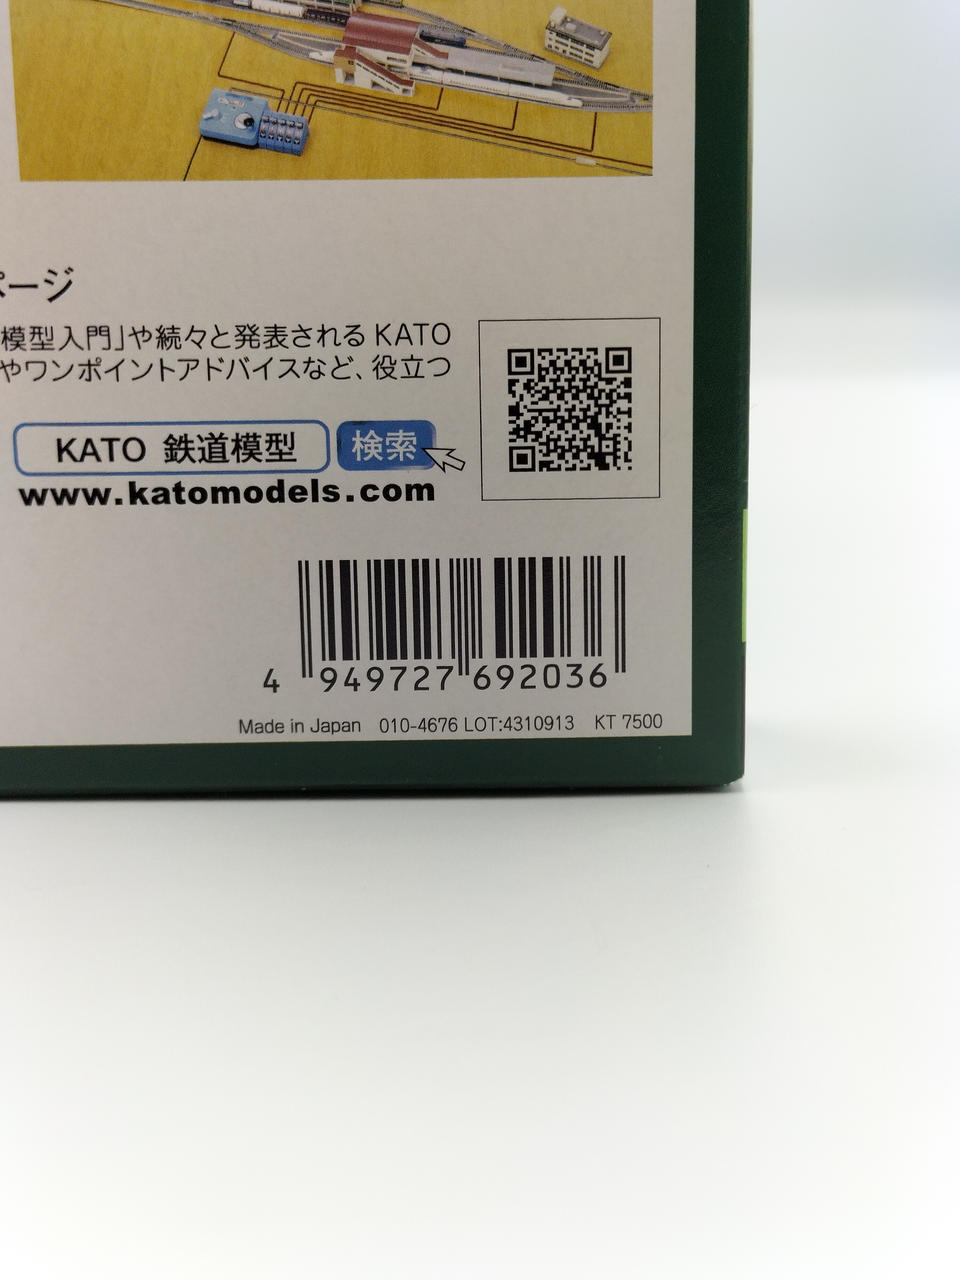 ページ
模型入門」や続々と発表される KATO
やワンポイントアドバイスなど、役立つ
KATO 鉄道模型 検索
www.katomodels.com
4 949727 692036
Made in Japan 010-4676 LOT:4310913 KT 7500